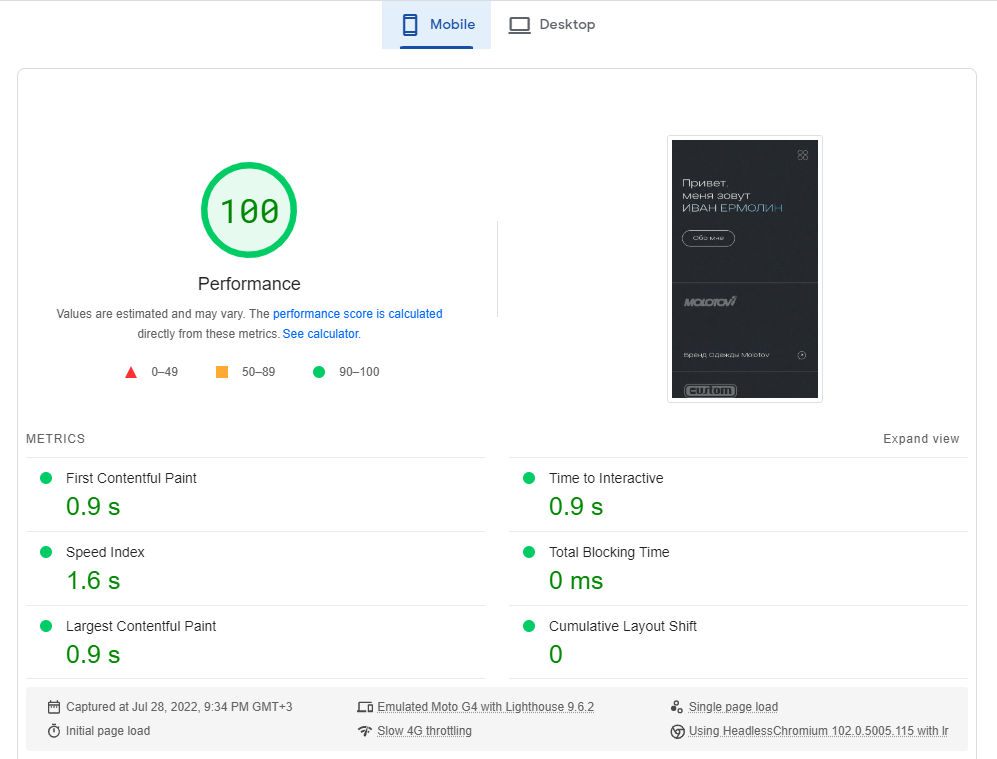 Mobile
Desktop
100
Performance
Values are estimated and may vary. The performance score is calculated
directly from these metrics. See calculator.
0–49
50–89
90–100
Привет,
меня зовут
ИВАН ЕРМОЛИН
Обо мне
MOLOTOV
Бренд Одежды Molotov
custom
METRICS
Expand view
First Contentful Paint
0.9 s
Time to Interactive
0.9 s
Speed Index
1.6 s
Total Blocking Time
0 ms
Largest Contentful Paint
0.9 s
Cumulative Layout Shift
0
Captured at Jul 28, 2022, 9:34 PM GMT+3
Emulated Moto G4 with Lighthouse 9.6.2
Single page load
Initial page load
Slow 4G throttling
Using HeadlessChromium 102.0.5005.115 with lr